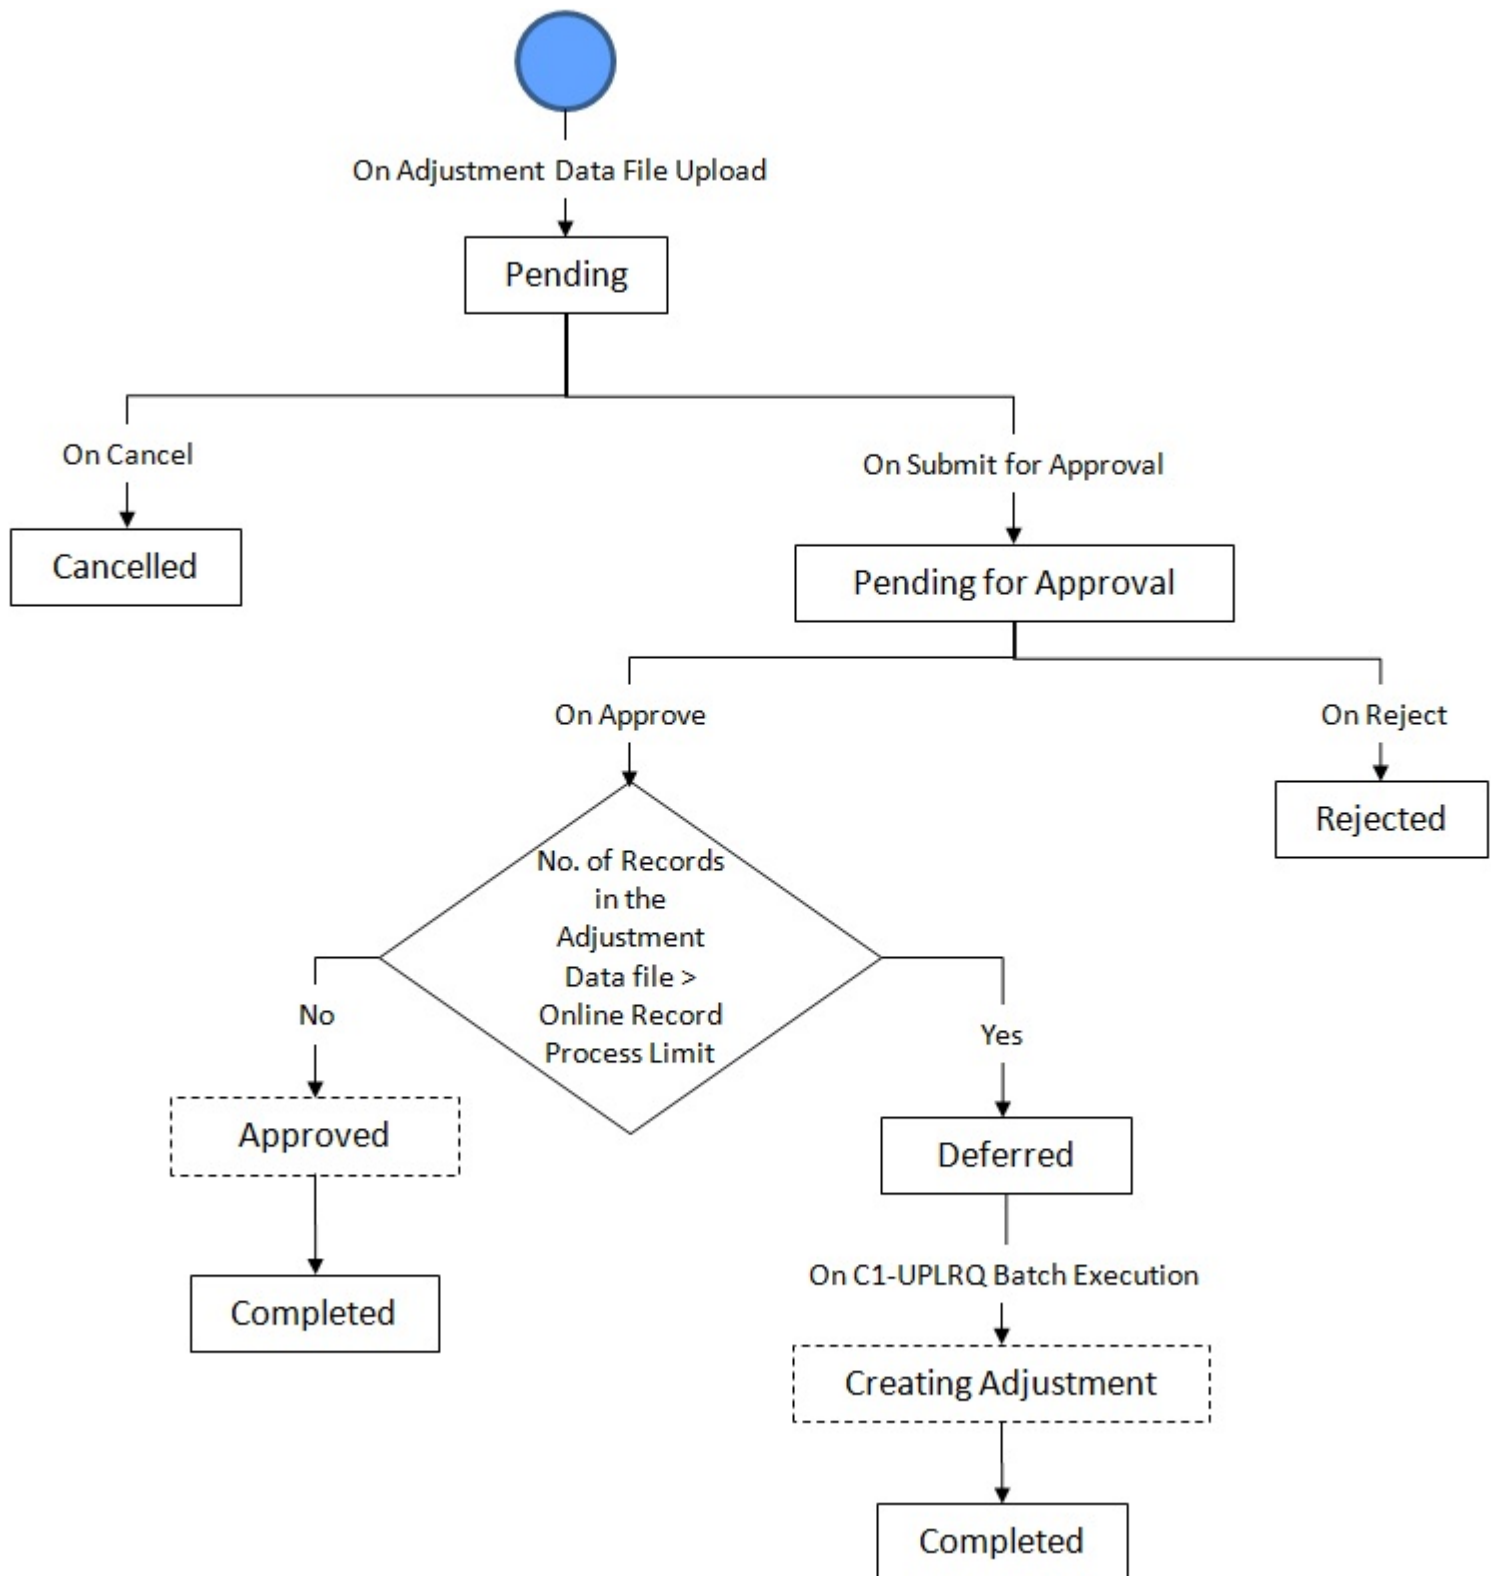 On Adjustment Data File Upload
Pending
On Cancel
On Submit for Approval
Cancelled
Pending for Approval
On Approve
On Reject
Rejected
No. of Records
in the
Adjustment
Data file >
Online Record
Process Limit
No
Yes
Approved
Deferred
On C1-UPLRQ Batch Execution
Completed
Creating Adjustment
Completed